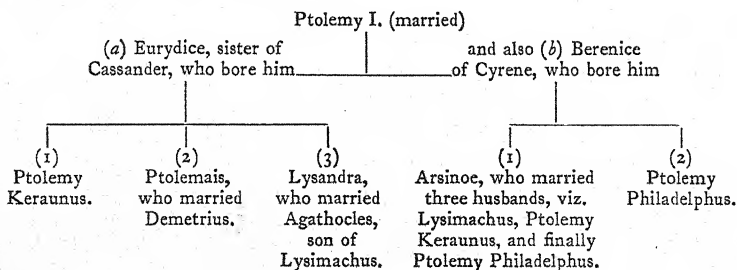 Ptolemy I. (married)
(a) Eurydice, sister of
Cassander, who bore him
and also (b) Berenice
of Cyrene, who bore him
(1)
Ptolemy
Keraunus.
(2)
Ptolemais,
who married
Demetrius.
(3)
Lysandra,
who married
Agathocles,
son of
Lysimachus.
(1)
Arsinoe, who married
three husbands, viz.
Lysimachus, Ptolemy
Keraunus, and finally
Ptolemy Philadelphus.
(2)
Ptolemy
Philadelphus.